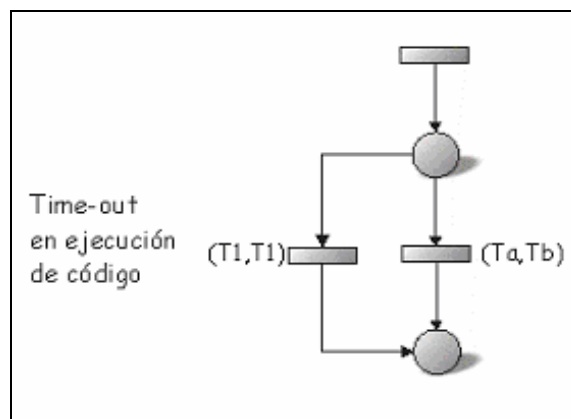 Time-out
en ejecución
de código
(T1,T1)
(Ta,Tb)